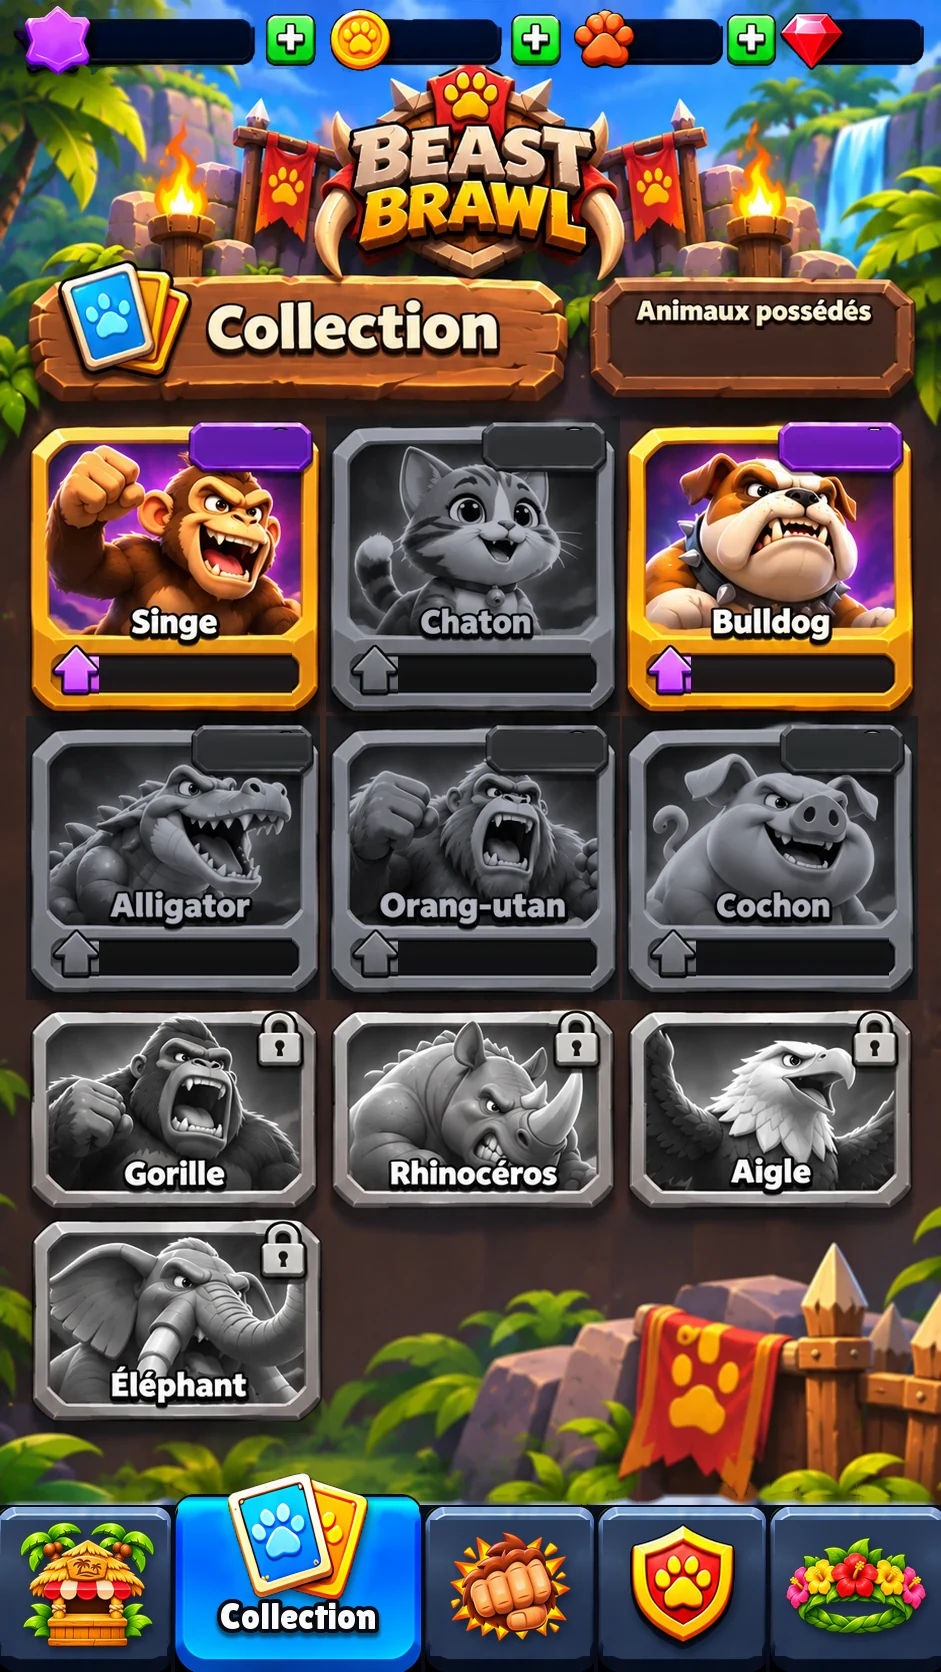 BEAST
BRAWL
Collection
Animaux possédés
Singe
Chaton
Bulldog
Alligator
Orang-utan
Cochon
Gorille
Rhinocéros
Aigle
Éléphant
Collection